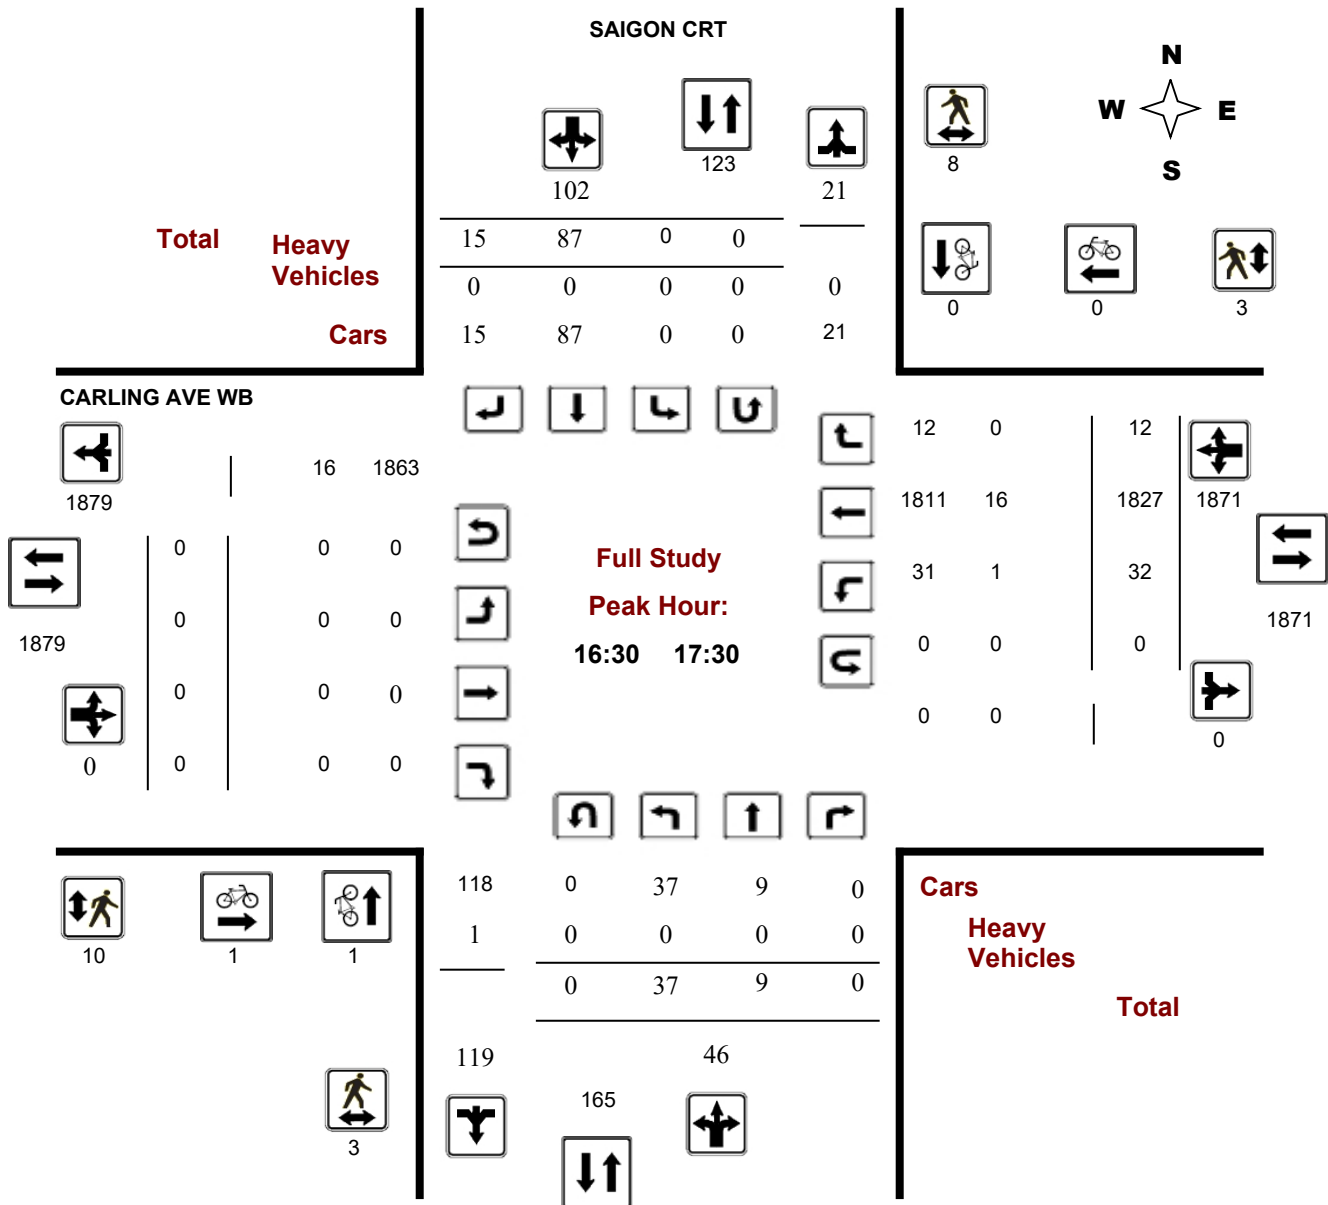 SAIGON CRT
N
W E
S
123
8
102 21
Total Heavy Vehicles
15 87 0 0
0 0 0 0 0
0 0 3
Cars 15 87 0 0 21
CARLING AVE WB
12 0 12
16 1863
1879
1811 16 1827 1871
0 0 0
Full Study
31 1 32
Peak Hour:
0 0 0
1871
1879
16:30 17:30
0 0 0
0 0 0
0 0
0
0 0 0 0
118 0 37 9 0
Cars
1 0 0 0 0
Heavy Vehicles
10 1 1
0 37 9 0
Total
119 46
165
3